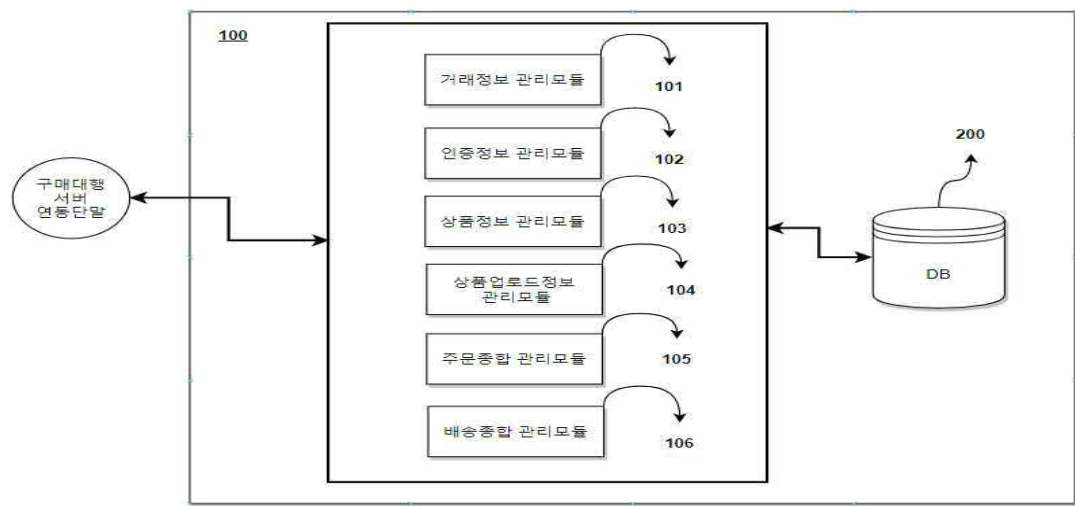 100
거래정보 관리모듈
101
인증정보 관리모듈
102
상품정보 관리모듈
103
상품업로드정보
관리모듈
104
주문종합 관리모듈
105
배송종합 관리모듈
106
구매대행
서버
연동단말
200
DB